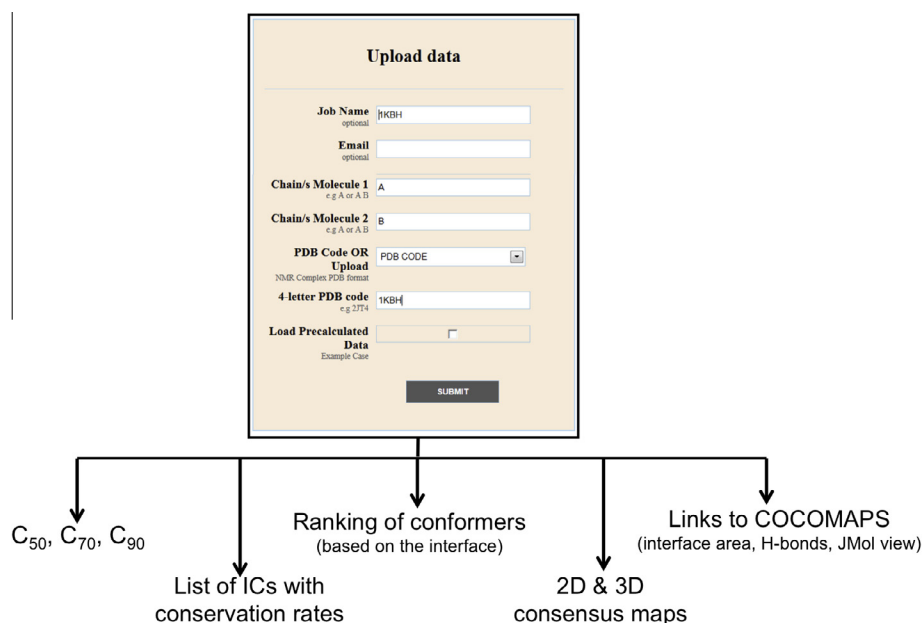 Upload data
Job Name
optional
1KBH
Email
optional
Chain/s Molecule 1
e.g A or A B
A
Chain/s Molecule 2
e.g A or A B
B
PDB Code OR
Upload
NMR Complex PDB format
PDB CODE
4-letter PDB code
e.g 2JT4
1KBH
Load Precalculated
Data
Example Case
SUBMIT
C50, C70, C90
List of ICs with
conservation rates
Ranking of conformers
(based on the interface)
2D & 3D
consensus maps
Links to COCOMAPS
(interface area, H-bonds, JMol view)